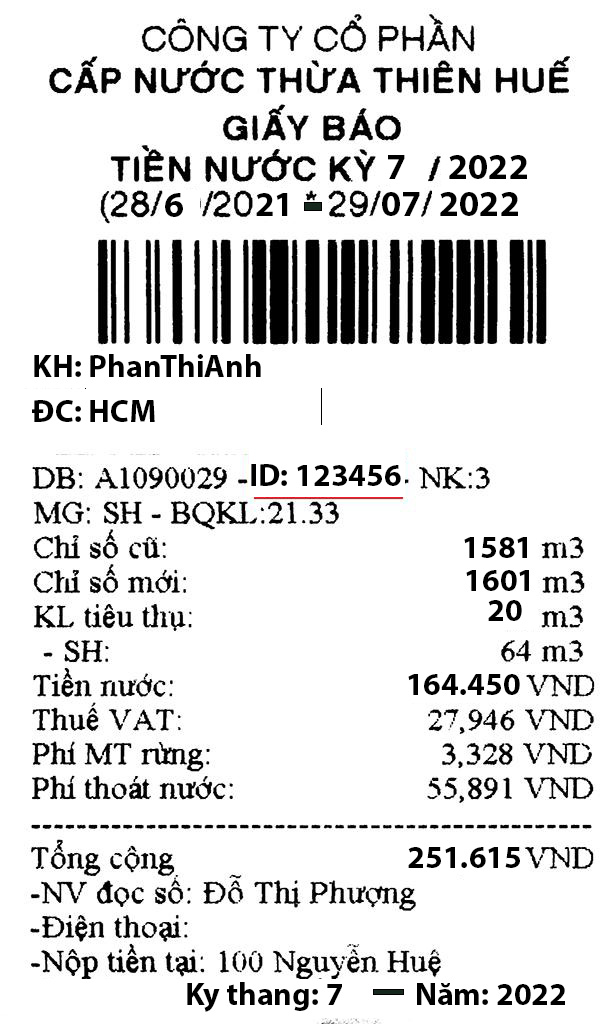 CÔNG TY CỔ PHẦN
CẤP NƯỚC THỪA THIÊN HUẾ
GIẤY BÁO
TIỀN NƯỚC KỲ 7 / 2022
(28/6 /2021 * 29/07/ 2022
KH: PhanThiAnh
ĐC: HCM
DB: A1090029 -ID: 123456. NK:3
MG: SH - BQKL:21.33
Chỉ số cũ: 1581 m3
Chỉ số mới: 1601 m3
KL tiêu thụ: 20 m3
- SH: 64 m3
Tiền nước: 164.450 VND
Thuế VAT: 27,946 VND
Phí MT rừng: 3,328 VND
Phí thoát nước: 55,891 VND
Tổng cộng 251.615 VND
-NV đọc số: Đỗ Thị Phượng
-Điện thoại:
-Nộp tiền tại: 100 Nguyễn Huệ
Ky thang: 7 — Năm: 2022